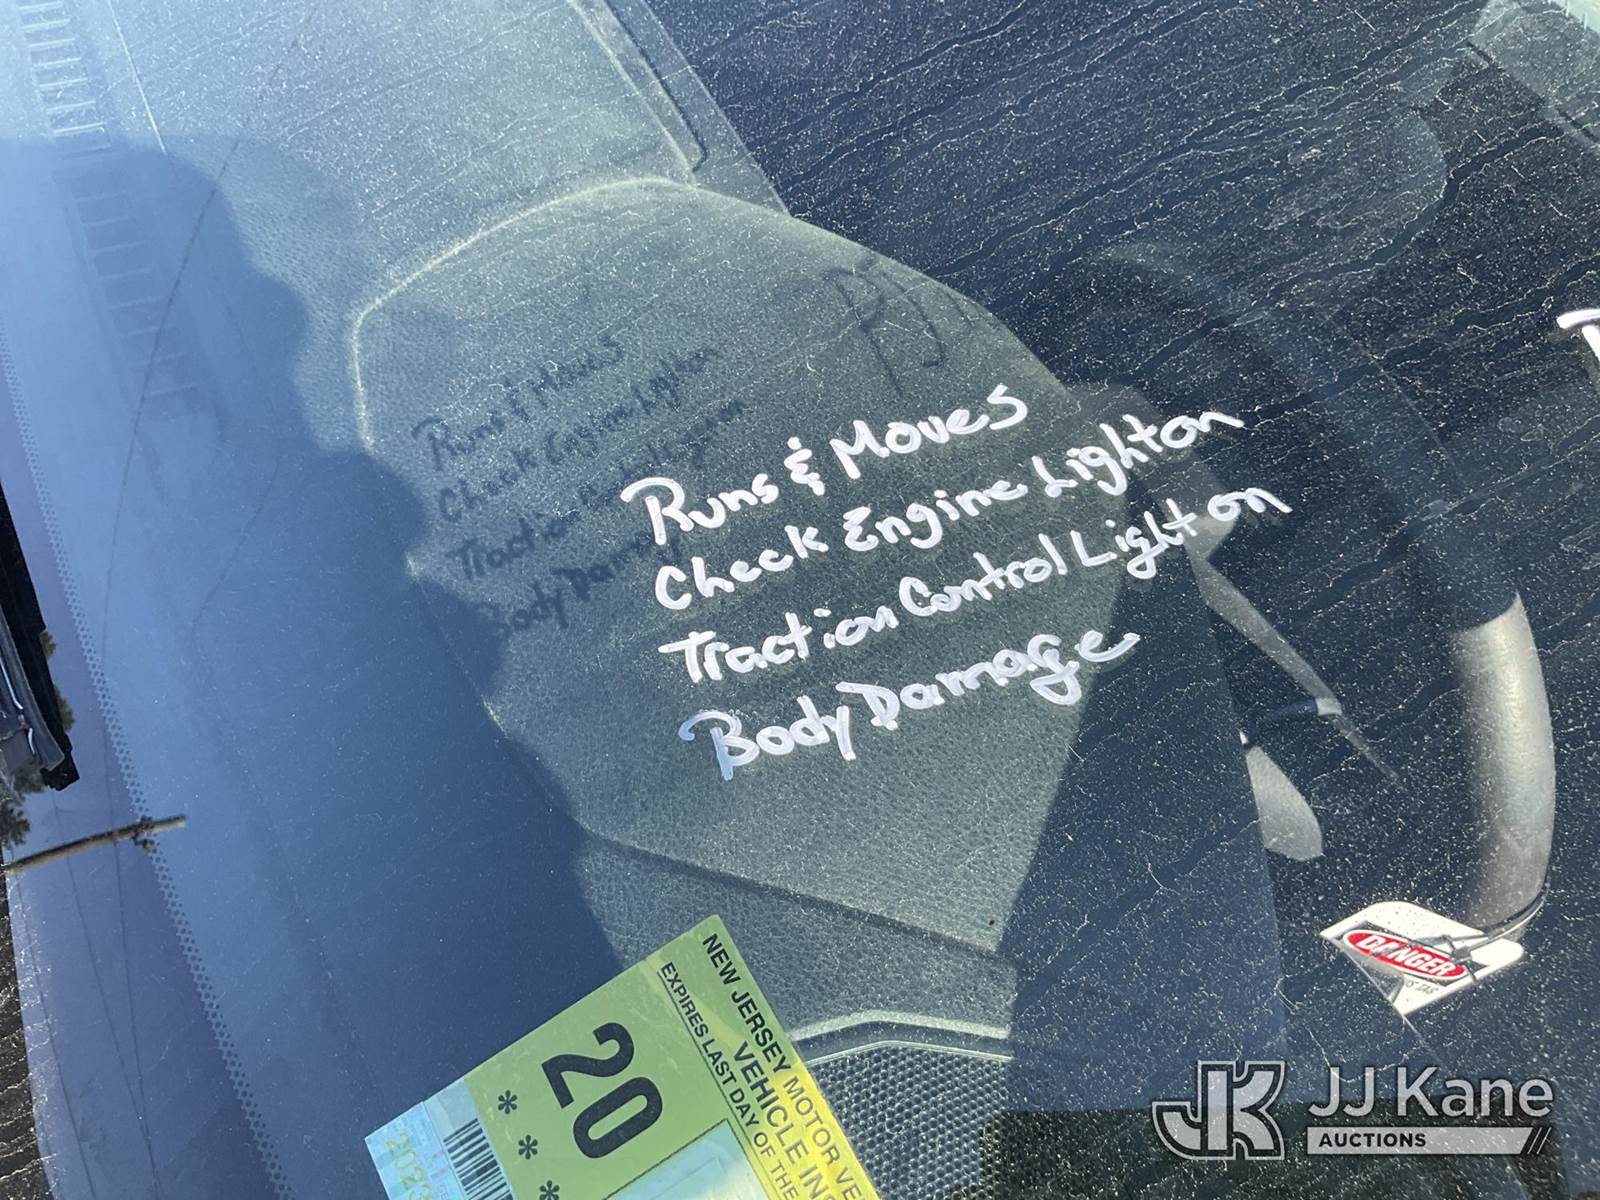 Runs & Moves
Check Engine Light on
Traction Control Light on
Body Damage
DANGER
NEW JERSEY MOTOR VE
VEHICLE INS
EXPIRES LAST DAY OF THE
20
* * *
2023
JJ Kane
AUCTIONS